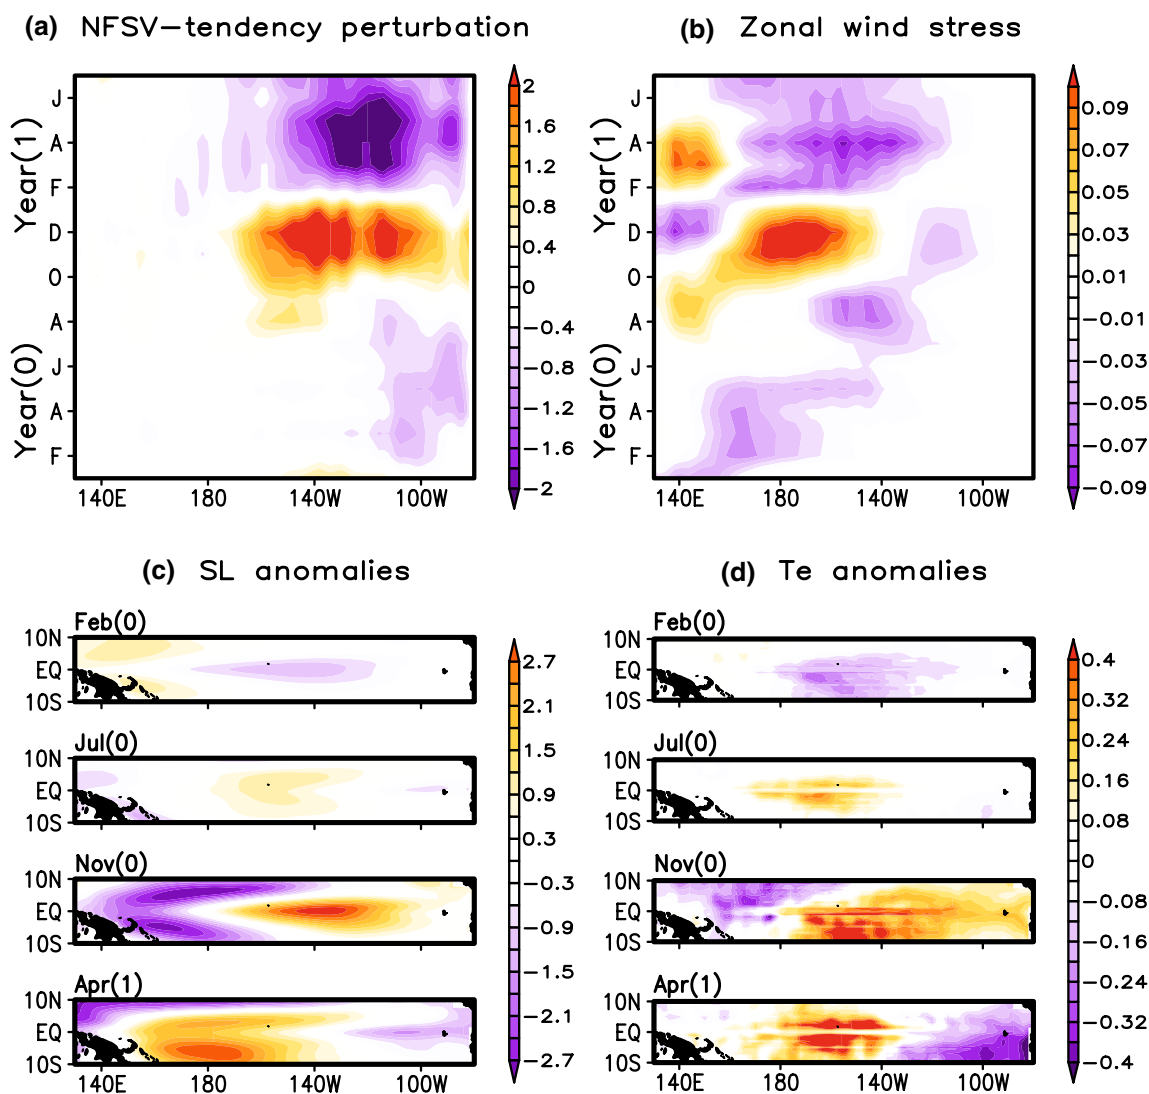 (a) NFSV-tendency perturbation
Year(1)
Year(0)
J
A
F
D
O
A
J
A
F
140E 180 140W 100W
2
1.6
1.2
0.8
0.4
0
-0.4
-0.8
-1.2
-1.6
-2
(b) Zonal wind stress
Year(1)
Year(0)
J
A
F
D
O
A
J
A
F
140E 180 140W 100W
0.09
0.07
0.05
0.03
0.01
-0.01
-0.03
-0.05
-0.07
-0.09
(c) SL anomalies
Feb(0)
10N
EQ
10S
Jul(0)
10N
EQ
10S
Nov(0)
10N
EQ
10S
Apr(1)
10N
EQ
10S
140E 180 140W 100W
2.7
2.1
1.5
0.9
0.3
-0.3
-0.9
-1.5
-2.1
-2.7
(d) Te anomalies
Feb(0)
10N
EQ
10S
Jul(0)
10N
EQ
10S
Nov(0)
10N
EQ
10S
Apr(1)
10N
EQ
10S
140E 180 140W 100W
0.4
0.32
0.24
0.16
0.08
0
-0.08
-0.16
-0.24
-0.32
-0.4